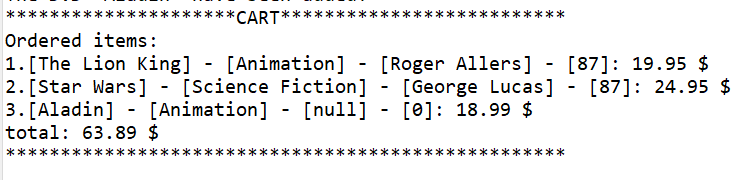 *********************CART**************************
Ordered items:
1.[The Lion King] - [Animation] - [Roger Allers] - [87]: 19.95 $
2.[Star Wars] - [Science Fiction] - [George Lucas] - [87]: 24.95 $
3.[Aladin] - [Animation] - [null] - [0]: 18.99 $
total: 63.89 $
***************************************************